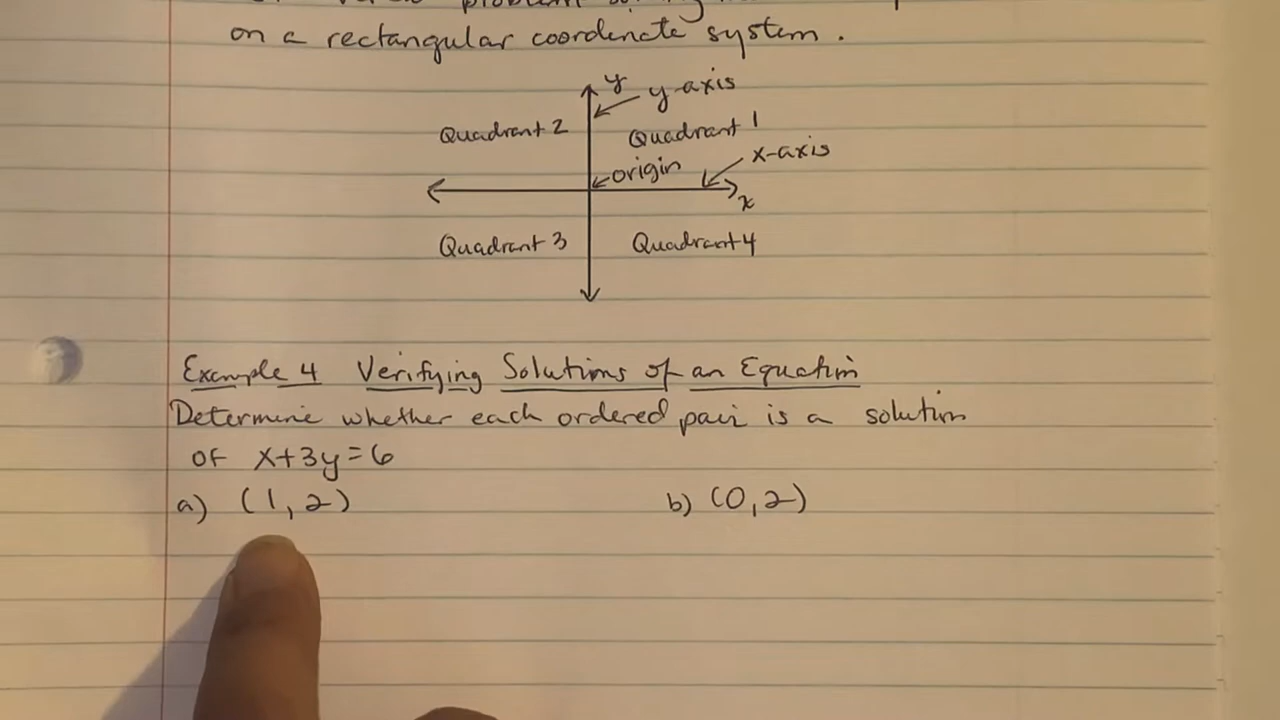 on a rectangular coordinate system.
y
y-axis
Quadrant 2
Quadrant 1
x-axis
origin
x
Quadrant 3
Quadrant 4
Example 4 Verifying Solutions of an Equation
Determine whether each ordered pair is a solution
of x+3y=6
a) (1,2)
b) (0,2)